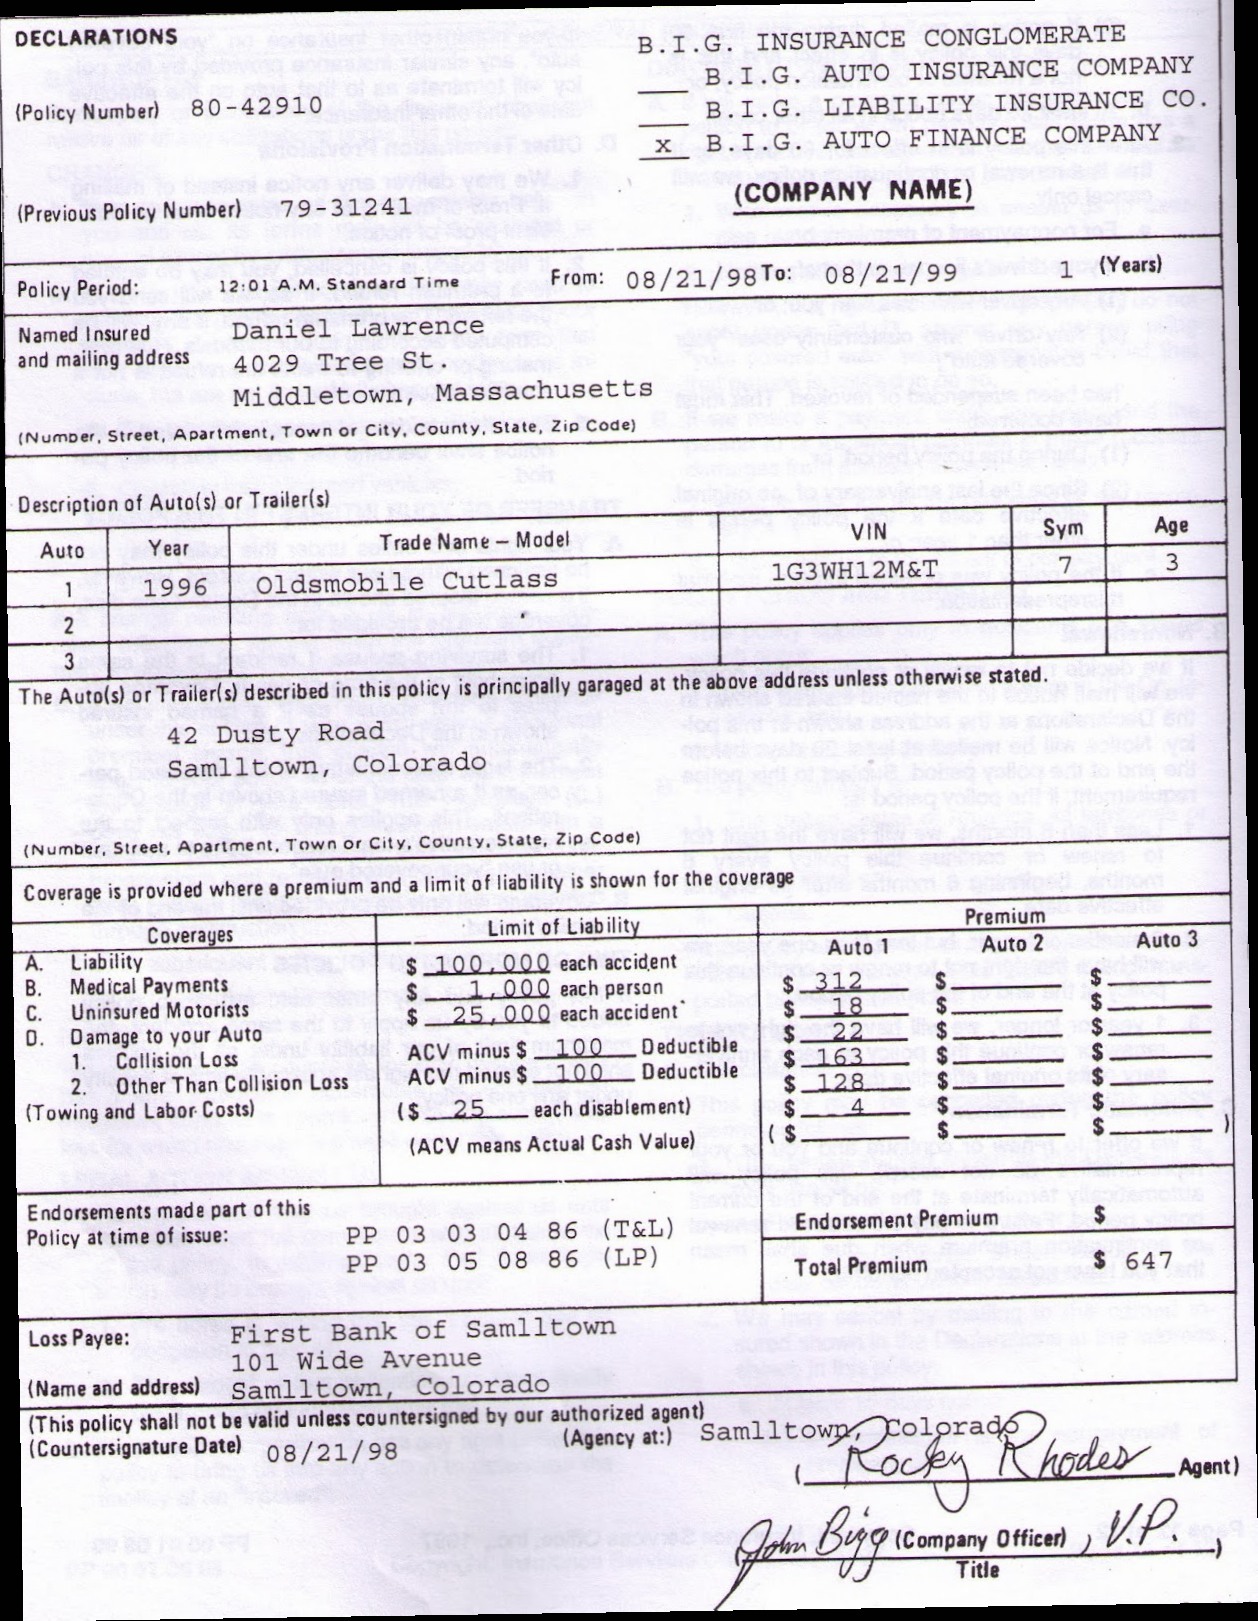 DECLARATIONS
B.I.G. INSURANCE CONGLOMERATE
B.I.G. AUTO INSURANCE COMPANY
(Policy Number) 80-42910
B.I.G. LIABILITY INSURANCE CO.
x B.I.G. AUTO FINANCE COMPANY
(COMPANY NAME)
(Previous Policy Number) 79-31241
Policy Period: 12:01 A.M. Standard Time From: 08/21/98 To: 08/21/99 1 (Years)
Named Insured
and mailing address
Daniel Lawrence
4029 Tree St.
Middletown, Massachusetts
(Number, Street, Apartment, Town or City, County, State, Zip Code)
Description of Auto(s) or Trailer(s)
Auto Year Trade Name – Model VIN Sym Age
1 1996 Oldsmobile Cutlass 1G3WH12M&T 7 3
2
3
The Auto(s) or Trailer(s) described in this policy is principally garaged at the above address unless otherwise stated.
42 Dusty Road
Samlltown, Colorado
(Number, Street, Apartment, Town or City, County, State, Zip Code)
Coverage is provided where a premium and a limit of liability is shown for the coverage
Coverages Limit of Liability Premium
Auto 1 Auto 2 Auto 3
A. Liability $ 100,000 each accident $ 312 $ $
B. Medical Payments $ 1,000 each person $ 18 $ $
C. Uninsured Motorists $ 25,000 each accident $ 22 $ $
D. Damage to your Auto
1. Collision Loss ACV minus $ 100 Deductible $ 163 $ $
2. Other Than Collision Loss ACV minus $ 100 Deductible $ 128 $ $
(Towing and Labor Costs) ($ 25 each disablement) $ 4 $ $
(ACV means Actual Cash Value) ($ $ $ )
Endorsements made part of this
Policy at time of issue:
PP 03 03 04 86 (T&L)
PP 03 05 08 86 (LP)
Endorsement Premium $
Total Premium $ 647
Loss Payee: First Bank of Samlltown
101 Wide Avenue
(Name and address) Samlltown, Colorado
(This policy shall not be valid unless countersigned by our authorized agent)
(Countersignature Date) 08/21/98 (Agency at:) Samlltown, Colorado
( Rocky Rhodes Agent)
(John Bigg (Company Officer), V.P.)
Title